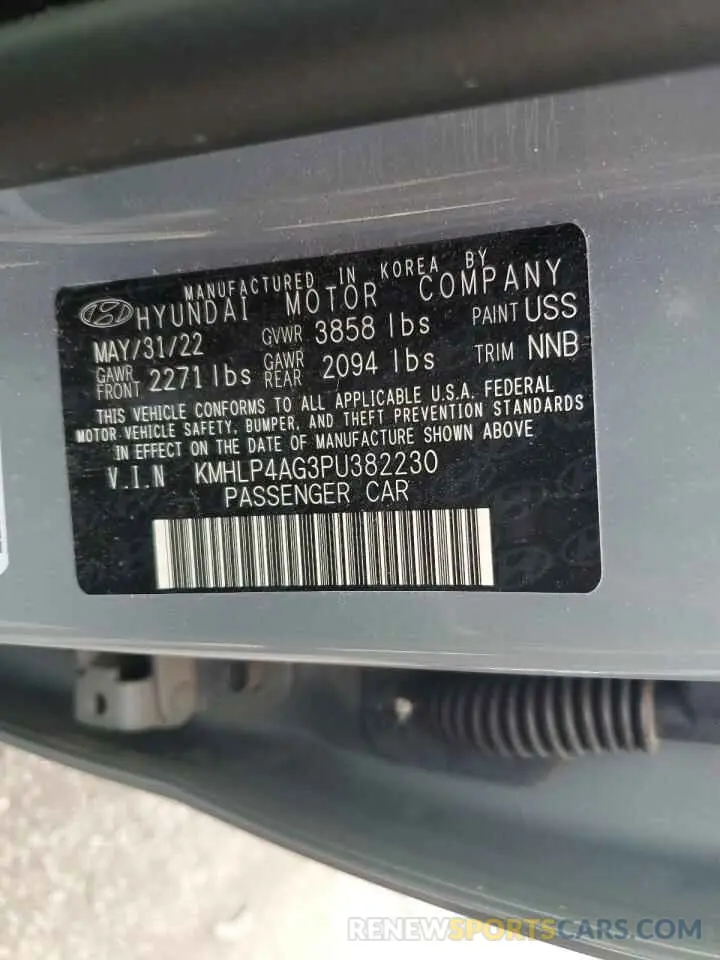 MANUFACTURED IN KOREA BY
HYUNDAI MOTOR COMPANY
MAY/31/22 GVWR 3858 lbs PAINT USS
GAWR FRONT 2271 lbs GAWR REAR 2094 lbs TRIM NNB
THIS VEHICLE CONFORMS TO ALL APPLICABLE U.S.A. FEDERAL
MOTOR VEHICLE SAFETY, BUMPER, AND THEFT PREVENTION STANDARDS
IN EFFECT ON THE DATE OF MANUFACTURE SHOWN ABOVE
V.I.N KMHLP4AG3PU382230
PASSENGER CAR
RENEWSPORTSCARS.COM